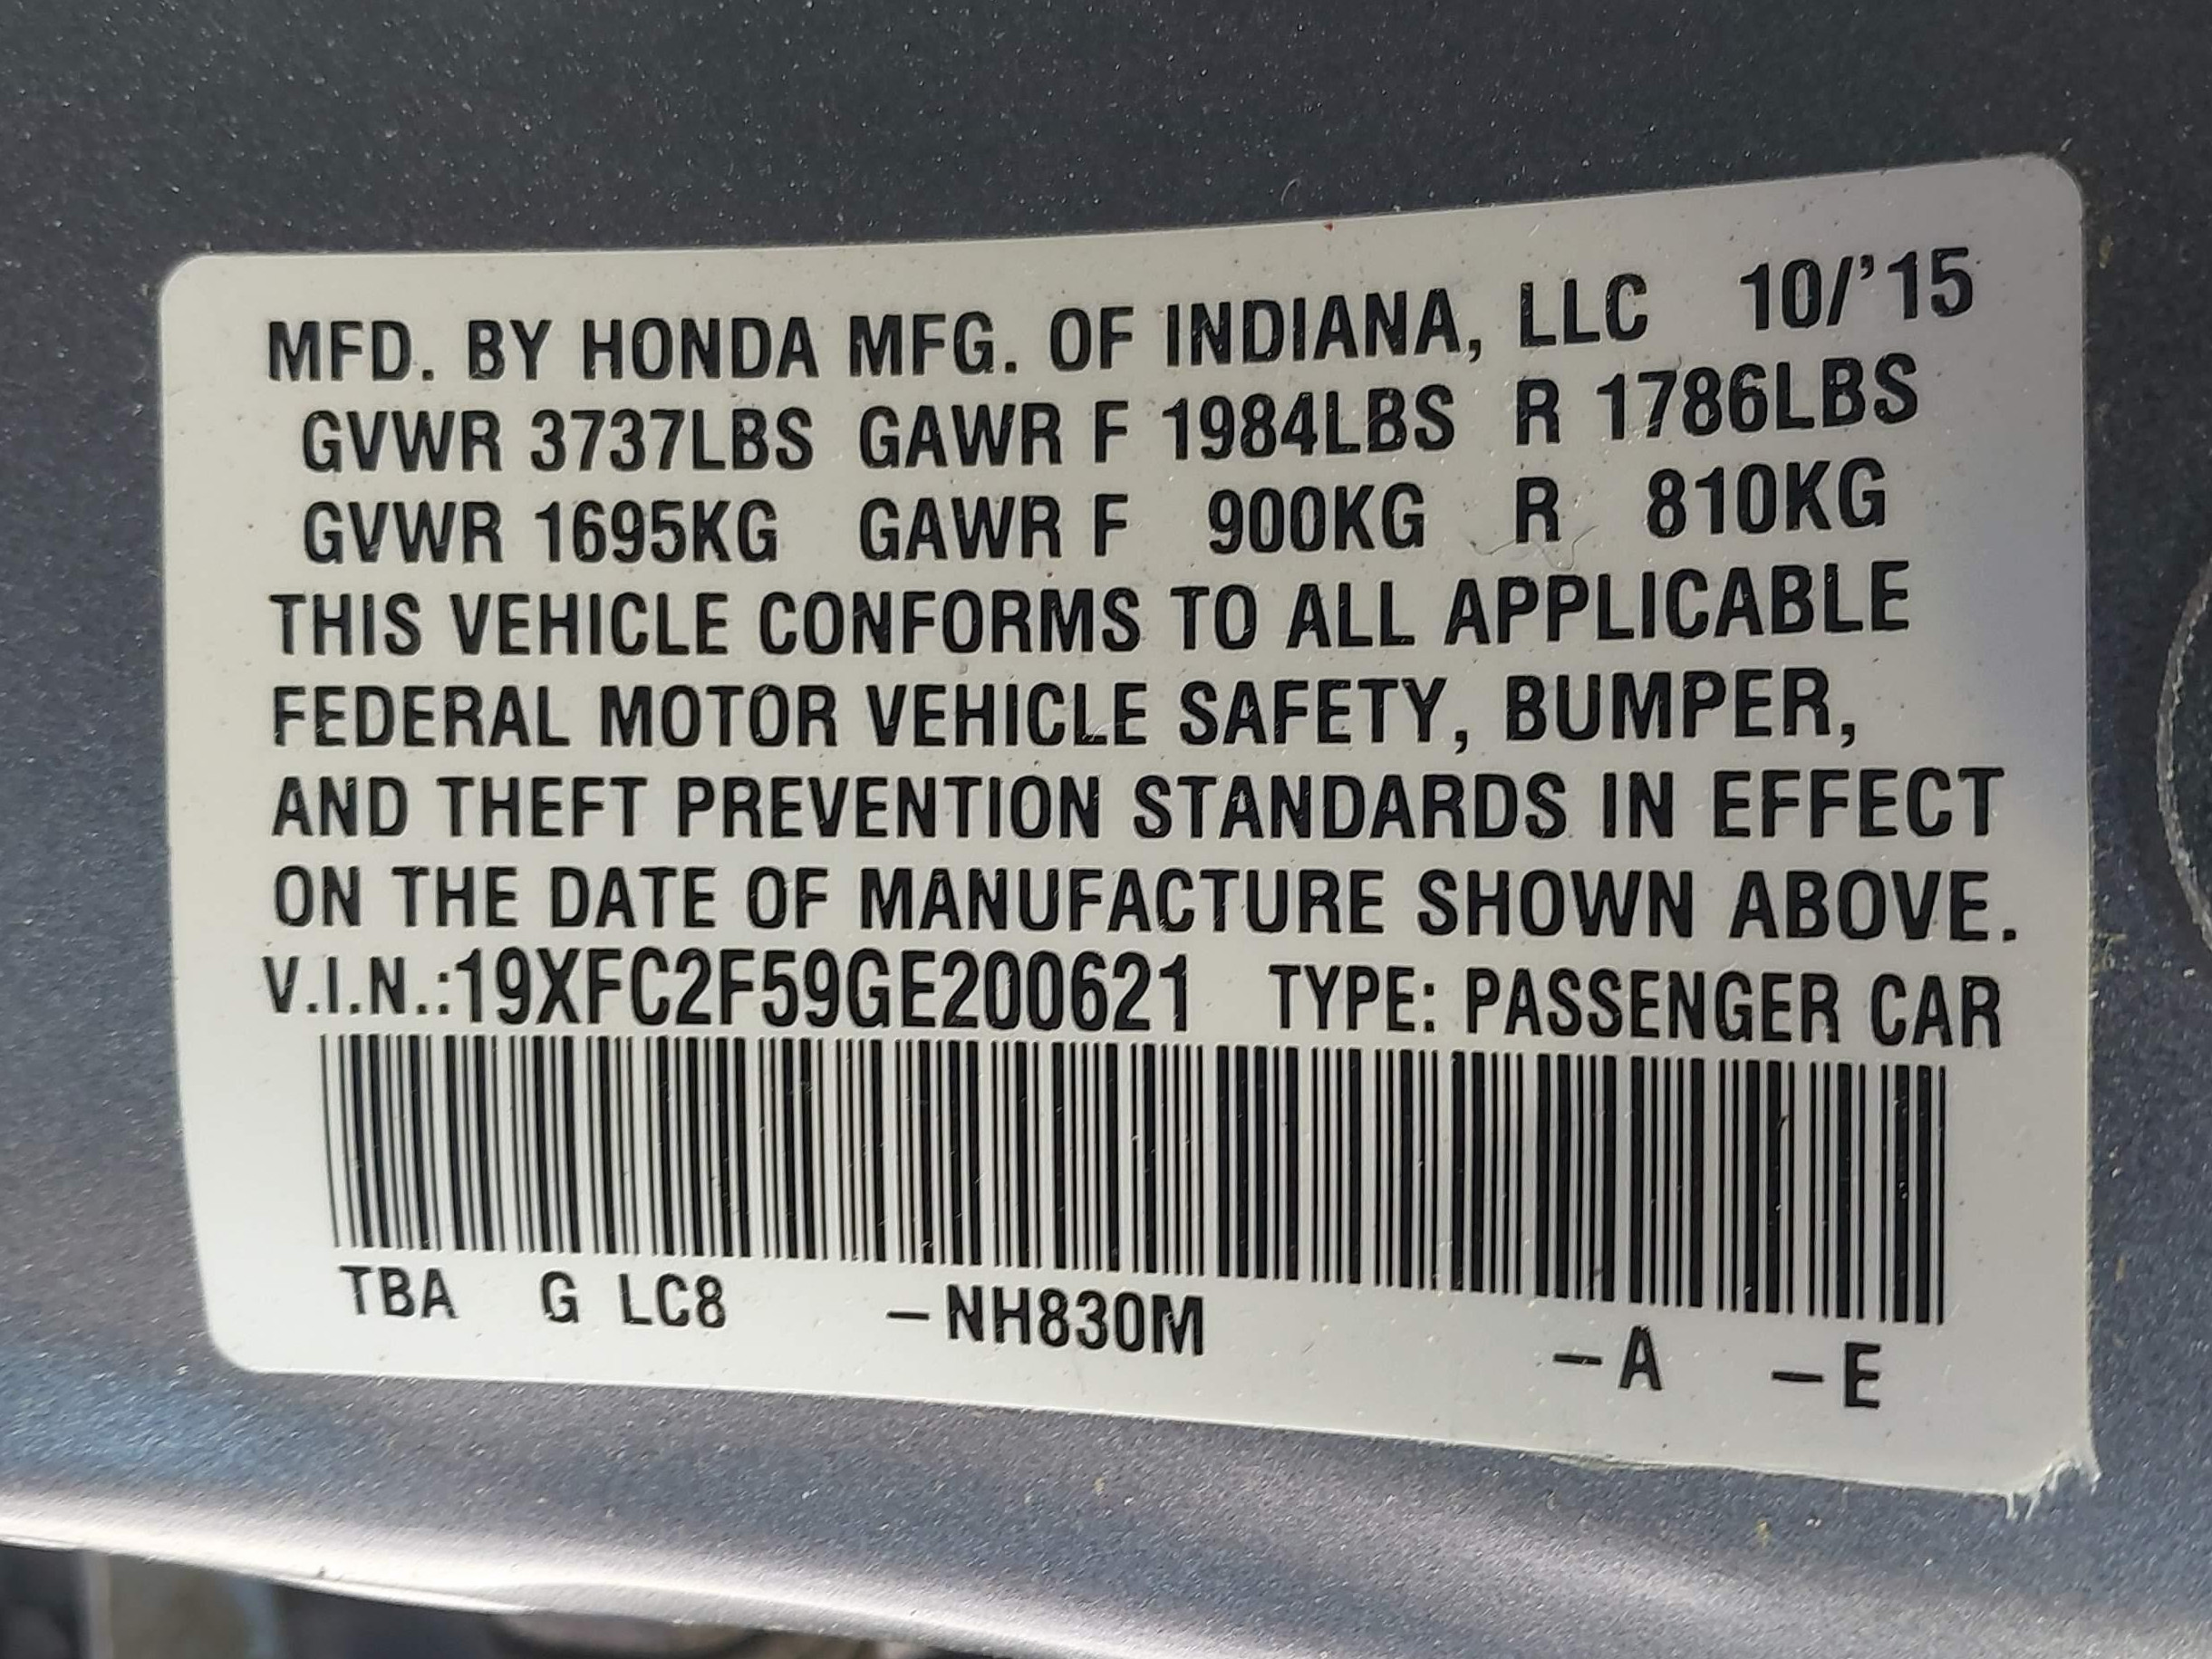 MFD. BY HONDA MFG. OF INDIANA, LLC 10/'15
GVWR 3737LBS GAWR F 1984LBS R 1786LBS
GVWR 1695KG GAWR F 900KG R 810KG
THIS VEHICLE CONFORMS TO ALL APPLICABLE
FEDERAL MOTOR VEHICLE SAFETY, BUMPER,
AND THEFT PREVENTION STANDARDS IN EFFECT
ON THE DATE OF MANUFACTURE SHOWN ABOVE.
V.I.N.:19XFC2F59GE200621 TYPE: PASSENGER CAR
TBA G LC8 –NH830M –A –E